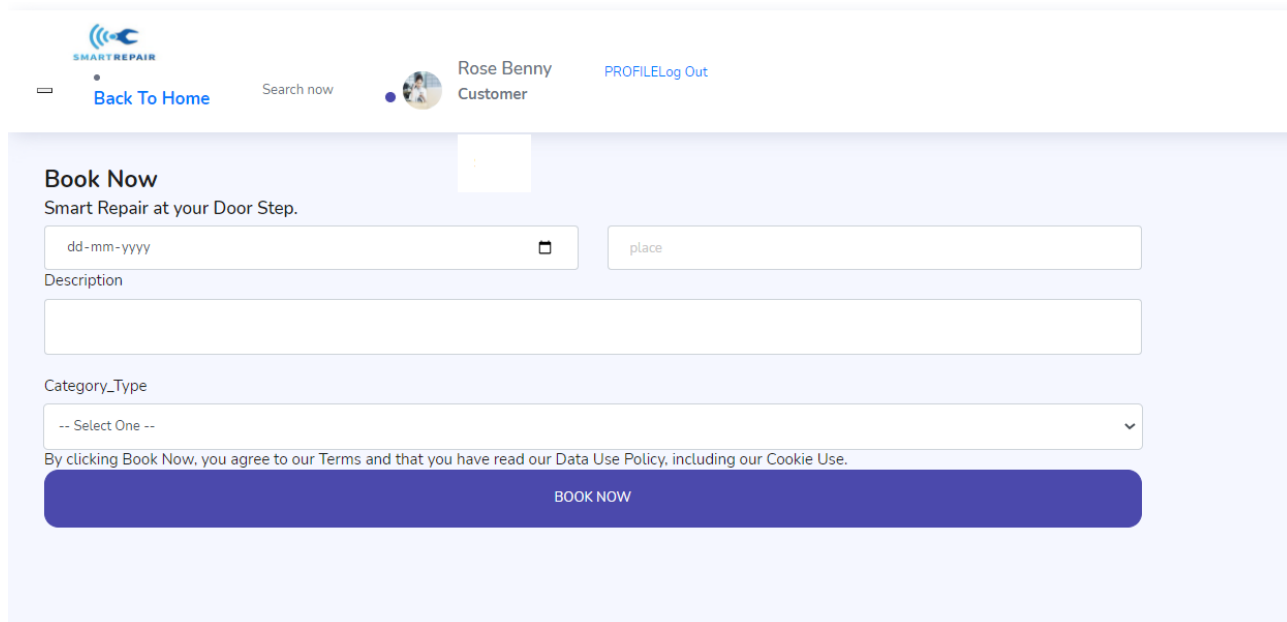 SMARTREPAIR
Back To Home
Search now
Rose Benny
Customer
PROFILELog Out
Book Now
Smart Repair at your Door Step.
dd-mm-yyyy
place
Description
Category_Type
-- Select One --
By clicking Book Now, you agree to our Terms and that you have read our Data Use Policy, including our Cookie Use.
BOOK NOW